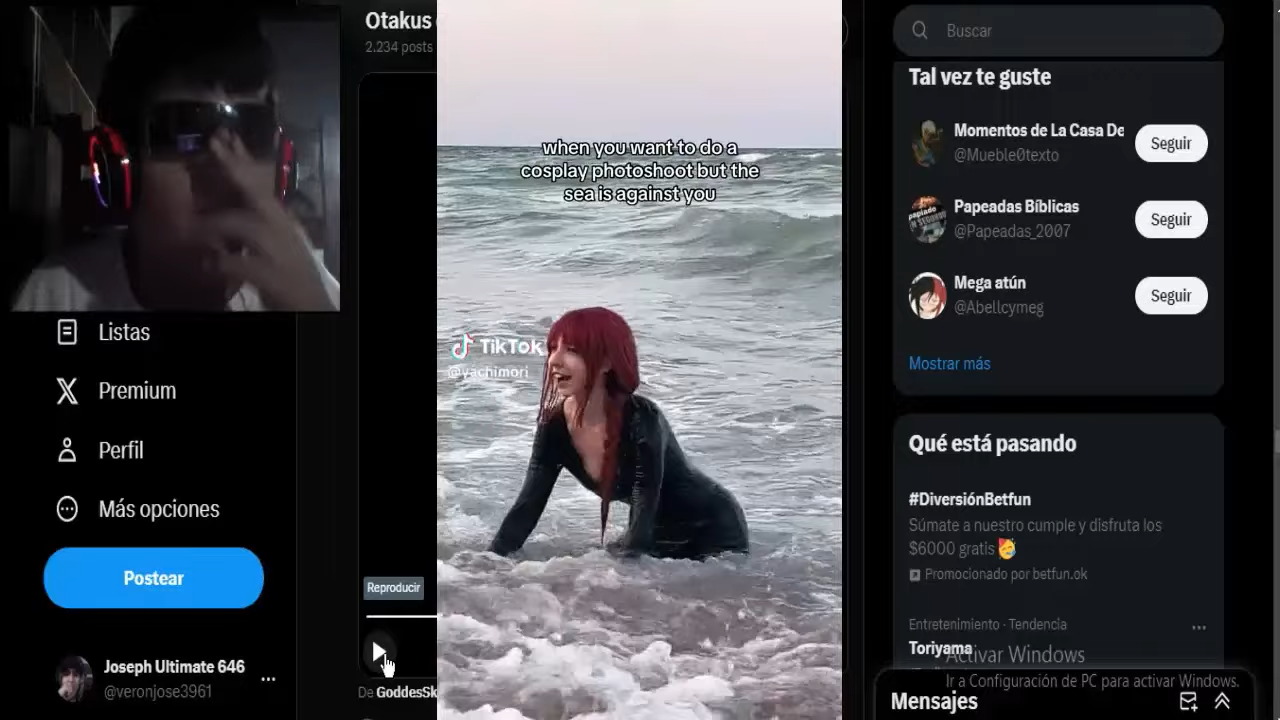 Otakus
2.234 posts
when you want to do a
cosplay photoshoot but the
sea is against you
TikTok
@yachimori
Listas
Premium
Perfil
Más opciones
Postear
Joseph Ultimate 646
@veronjose3961
Reproducir
De GoddesSk
Buscar
Tal vez te guste
Momentos de La Casa De
@Mueble0texto
Seguir
Papeadas Bíblicas
@Papeadas_2007
Seguir
Mega atún
@Abellcymeg
Seguir
Mostrar más
Qué está pasando
#DiversiónBetfun
Súmate a nuestro cumple y disfruta los
$6000 gratis 🥳
Promocionado por betfun.ok
Entretenimiento · Tendencia
Toriyama
Activar Windows
Ir a Configuración de PC para activar Windows.
Mensajes